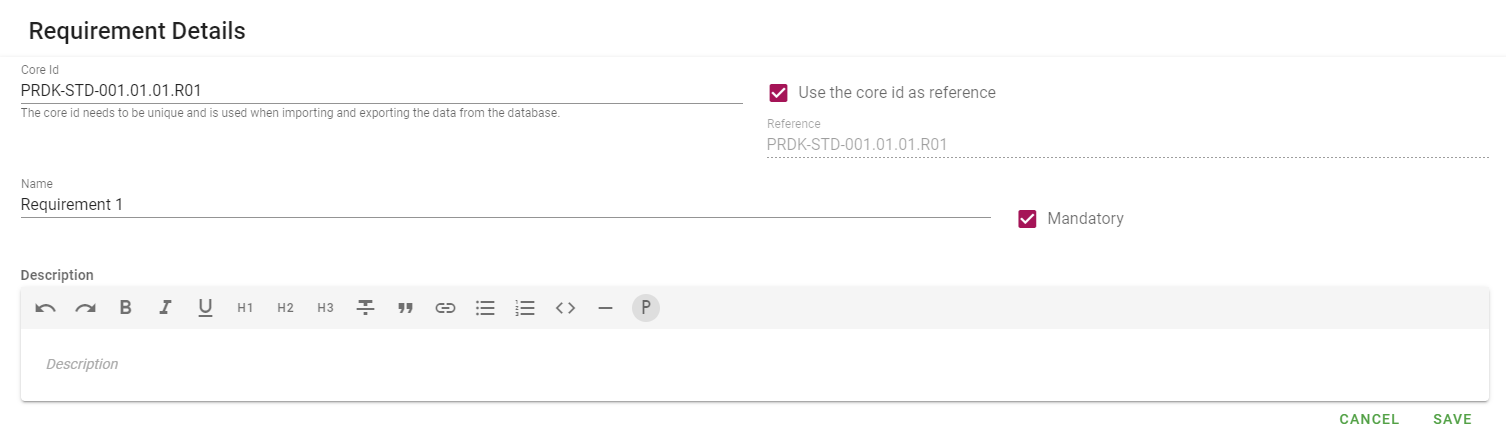 Requirement Details
Core Id
PRDK-STD-001.01.01.R01
The core id needs to be unique and is used when importing and exporting the data from the database.
Use the core id as reference
Reference
PRDK-STD-001.01.01.R01
Name
Requirement 1
Mandatory
Description
B I U H1 H2 H3 P
Description
CANCEL SAVE